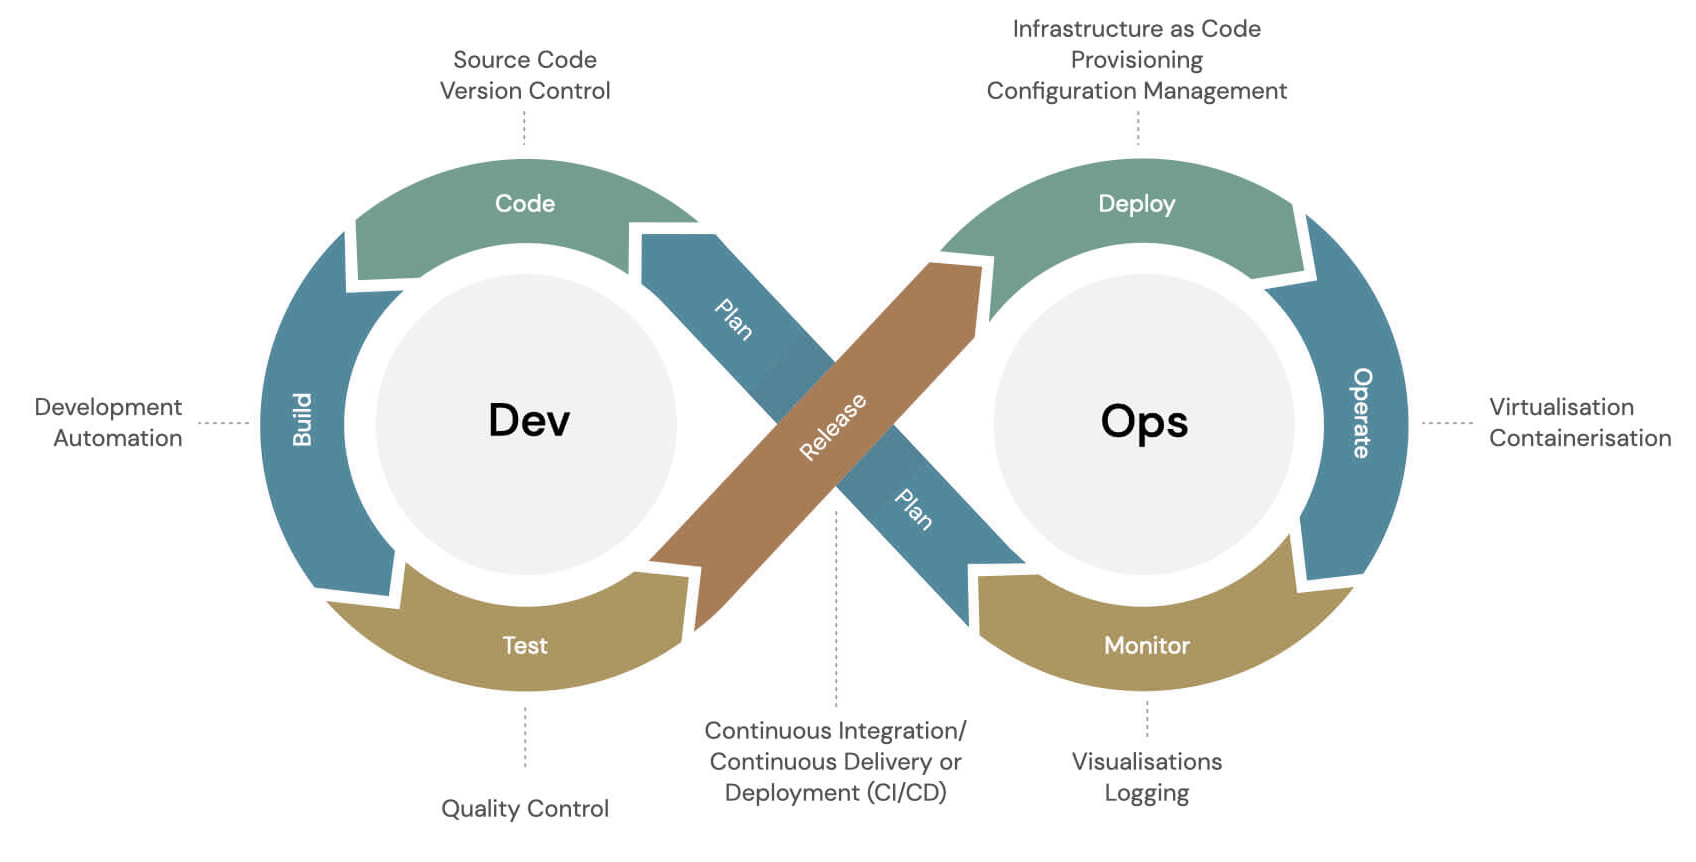 Source Code
Version Control
Infrastructure as Code
Provisioning
Configuration Management
Code
Deploy
Plan
Build
Dev
Release
Ops
Operate
Development
Automation
Virtualisation
Containerisation
Plan
Test
Monitor
Continuous Integration/
Continuous Delivery or
Deployment (CI/CD)
Visualisations
Logging
Quality Control